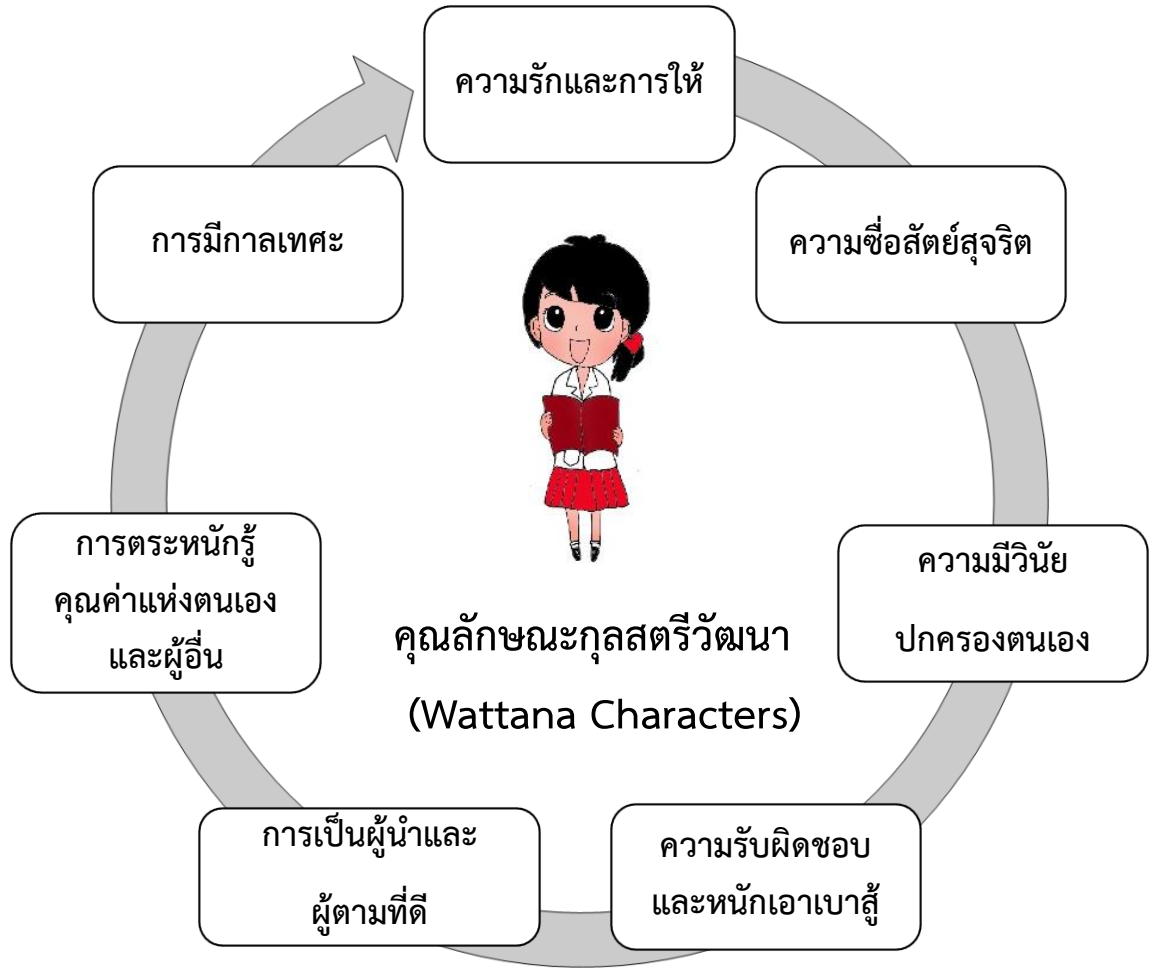 ความรักและการให้
ความซื่อสัตย์สุจริต
ความมีวินัย
ปกครองตนเอง
ความรับผิดชอบ
และหนักเอาเบาสู้
การเป็นผู้นำและ
ผู้ตามที่ดี
การตระหนักรู้
คุณค่าแห่งตนเอง
และผู้อื่น
การมีกาลเทศะ
คุณลักษณะกุลสตรีวัฒนา
(Wattana Characters)